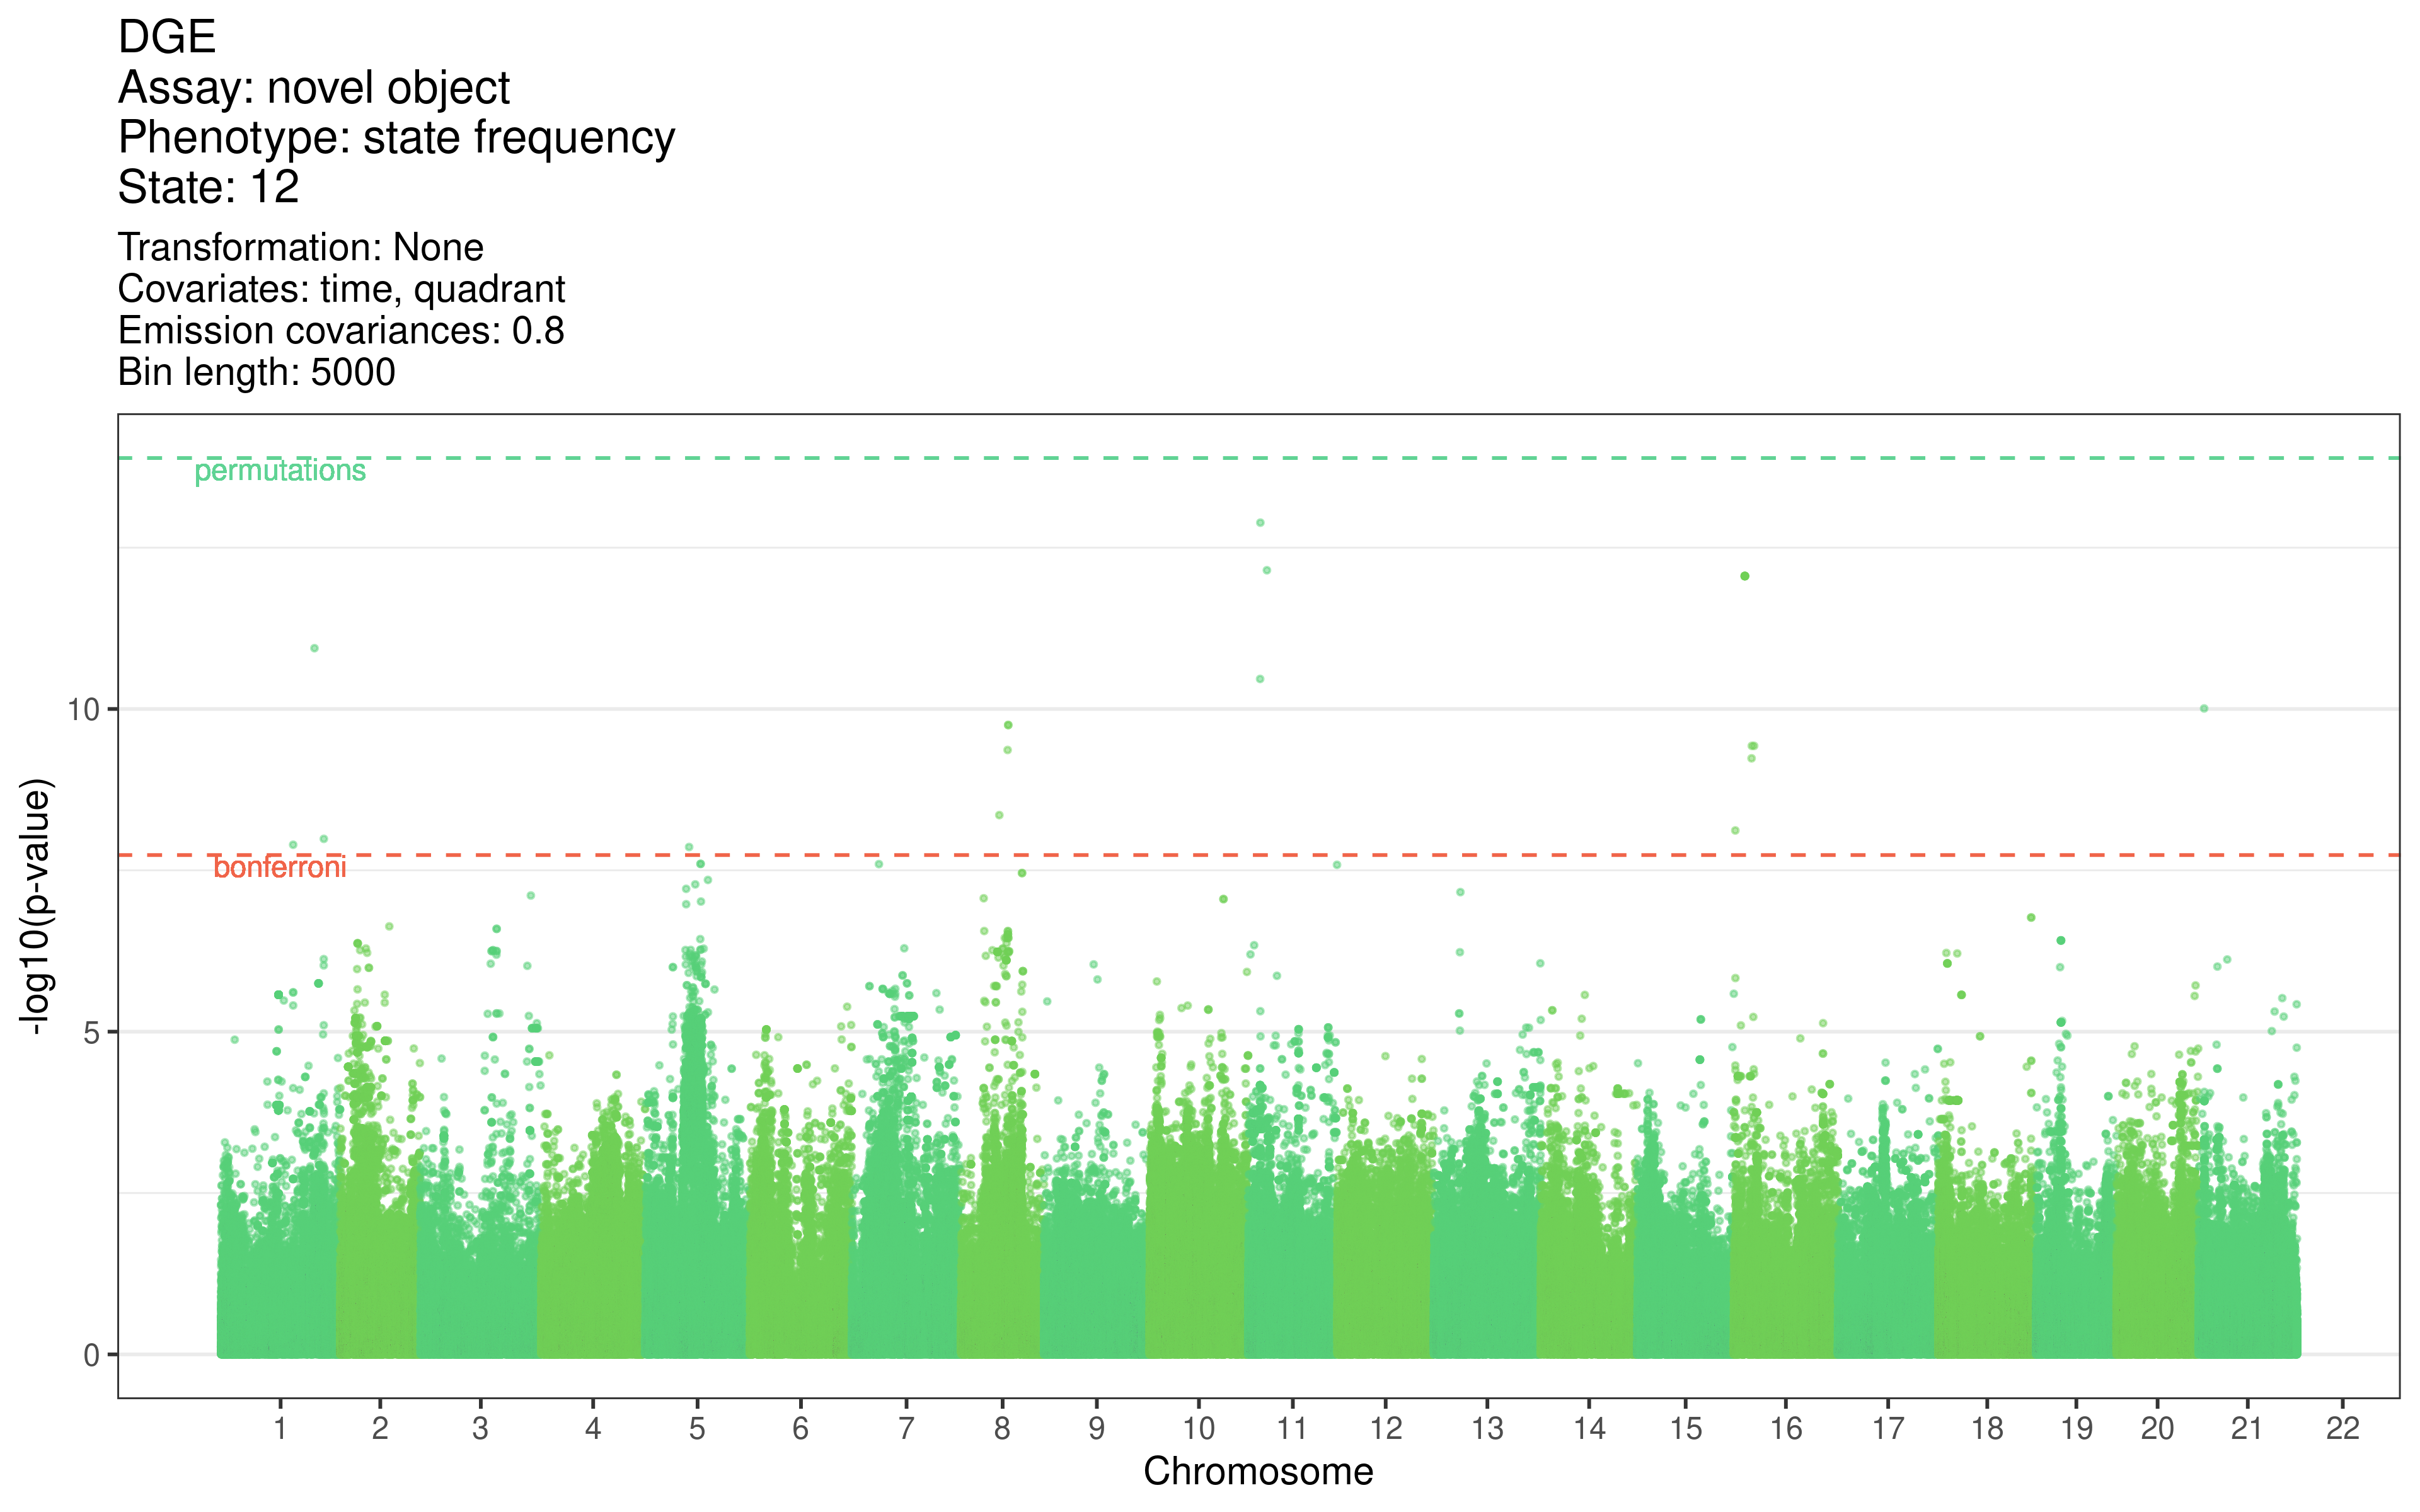 DGE
Assay: novel object
Phenotype: state frequency
State: 12
Transformation: None
Covariates: time, quadrant
Emission covariances: 0.8
Bin length: 5000
permutations
10
-log10(p-value)
bonferroni
5
0
1 2 3 4 5 6 7 8 9 10 11 12 13 14 15 16 17 18 19 20 21 22
Chromosome